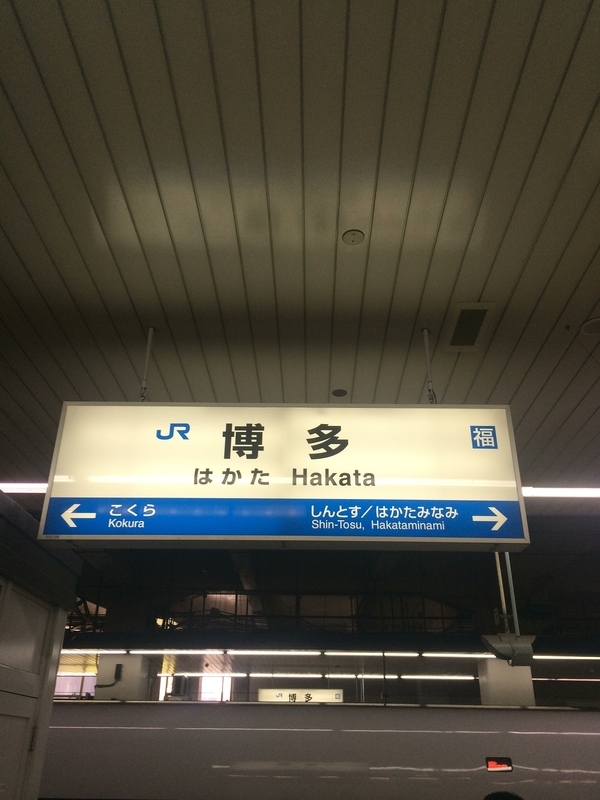 JR 博多 福
はかた Hakata
← こくら しんとす/はかたみなみ →
Kokura Shin-Tosu, Hakataminami
博多